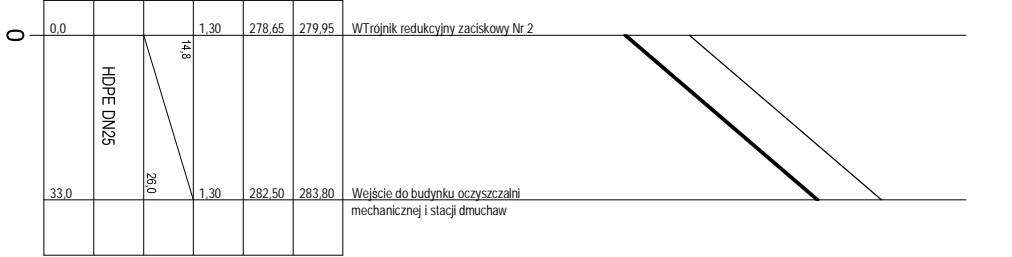 0
0,0 1,30 278,65 279,95 WTrójnik redukcyjny zaciskowy Nr 2
14,8
HDPE DN25
26,0
33,0 1,30 282,50 283,80 Wejście do budynku oczyszczalni
mechanicznej i stacji dmuchaw